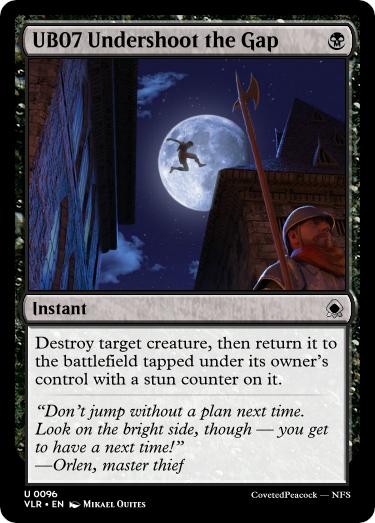 UB07 Undershoot the Gap
Instant
Destroy target creature, then return it to
the battlefield tapped under its owner's
control with a stun counter on it.
“Don't jump without a plan next time.
Look on the bright side, though — you get
to have a next time!”
—Orlen, master thief
U 0096
VLR • EN Mikael Quites
CovetedPeacock — NFS